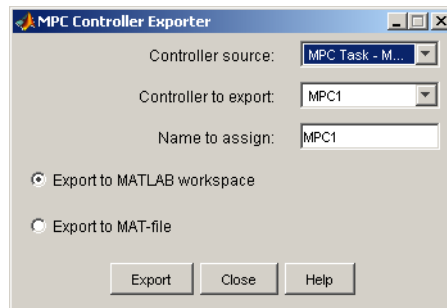 MPC Controller Exporter
Controller source: MPC Task - M...
Controller to export: MPC1
Name to assign: MPC1
Export to MATLAB workspace
Export to MAT-file
Export Close Help